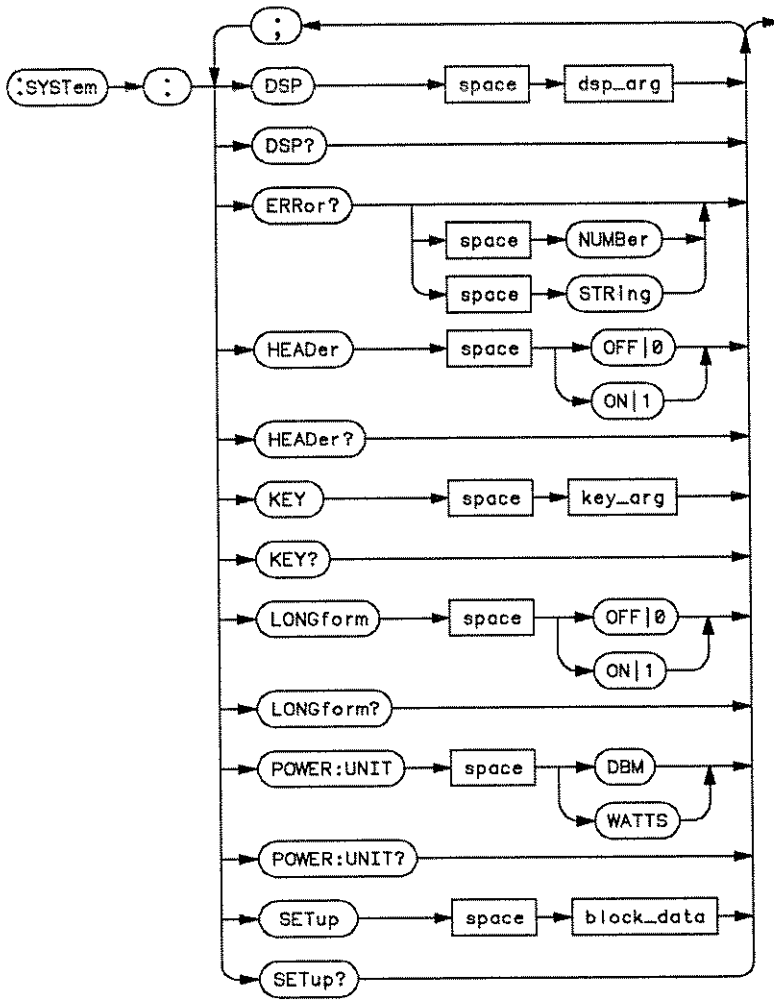 ;
:SYSTem : DSP space dsp_arg
DSP?
ERRor?
space NUMBer
space STRing
HEADer space OFF|0
ON|1
HEADer?
KEY space key_arg
KEY?
LONGform space OFF|0
ON|1
LONGform?
POWER:UNIT space DBM
WATTS
POWER:UNIT?
SETup space block_data
SETup?